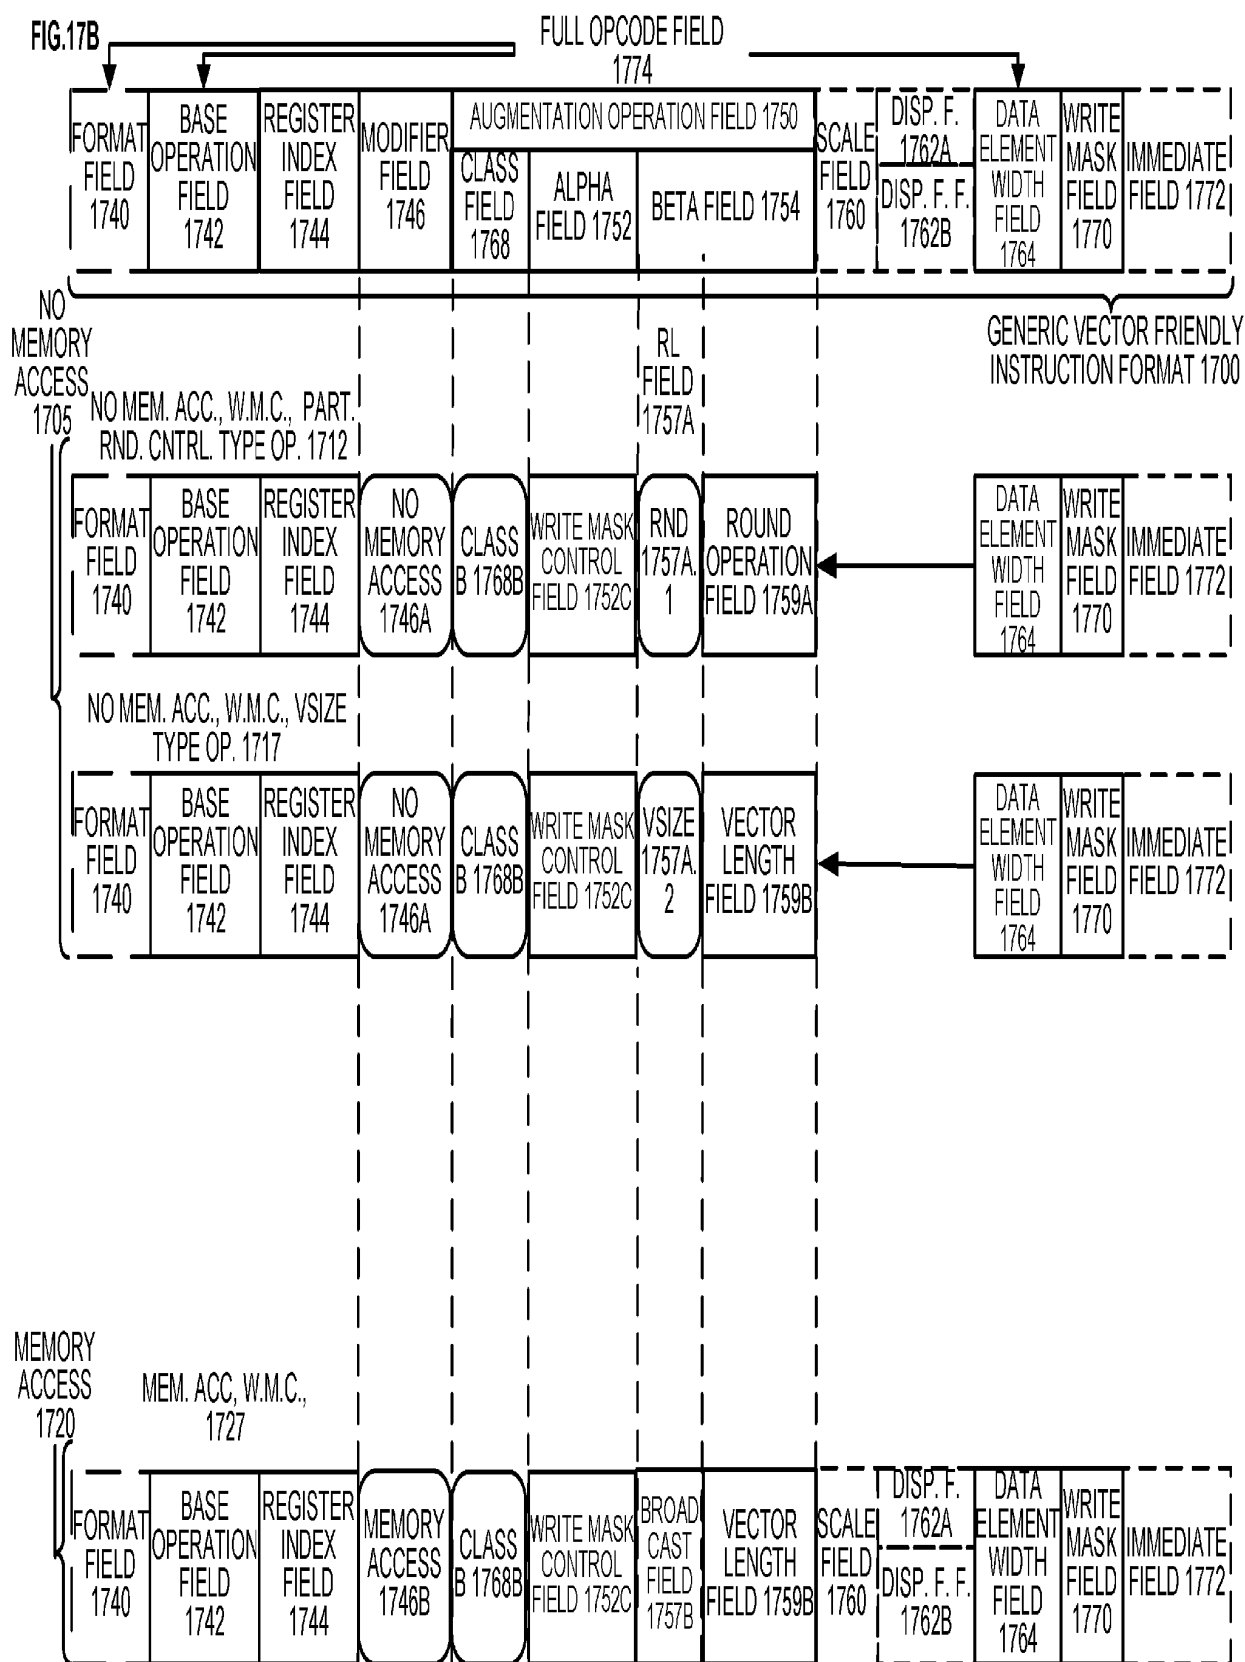 FIG.17B
FULL OPCODE FIELD
1774
FORMAT
FIELD
1740
BASE
OPERATION
FIELD
1742
REGISTER
INDEX
FIELD
1744
MODIFIER
FIELD
1746
AUGMENTATION OPERATION FIELD 1750
CLASS
FIELD
1768
ALPHA
FIELD 1752
BETA FIELD 1754
SCALE
FIELD
1760
DISP. F.
1762A
DISP. F. F.
1762B
DATA
ELEMENT
WIDTH
FIELD
1764
WRITE
MASK
FIELD
1770
IMMEDIATE
FIELD 1772
GENERIC VECTOR FRIENDLY
INSTRUCTION FORMAT 1700
NO
MEMORY
ACCESS
1705
RL
FIELD
1757A
NO MEM. ACC., W.M.C., PART.
RND. CNTRL. TYPE OP. 1712
FORMAT
FIELD
1740
BASE
OPERATION
FIELD
1742
REGISTER
INDEX
FIELD
1744
NO
MEMORY
ACCESS
1746A
CLASS
B 1768B
WRITE MASK
CONTROL
FIELD 1752C
RND
1757A.
1
ROUND
OPERATION
FIELD 1759A
DATA
ELEMENT
WIDTH
FIELD
1764
WRITE
MASK
FIELD
1770
IMMEDIATE
FIELD 1772
NO MEM. ACC., W.M.C., VSIZE
TYPE OP. 1717
FORMAT
FIELD
1740
BASE
OPERATION
FIELD
1742
REGISTER
INDEX
FIELD
1744
NO
MEMORY
ACCESS
1746A
CLASS
B 1768B
WRITE MASK
CONTROL
FIELD 1752C
VSIZE
1757A.
2
VECTOR
LENGTH
FIELD 1759B
DATA
ELEMENT
WIDTH
FIELD
1764
WRITE
MASK
FIELD
1770
IMMEDIATE
FIELD 1772
MEMORY
ACCESS
1720
MEM. ACC, W.M.C.,
1727
FORMAT
FIELD
1740
BASE
OPERATION
FIELD
1742
REGISTER
INDEX
FIELD
1744
MEMORY
ACCESS
1746B
CLASS
B 1768B
WRITE MASK
CONTROL
FIELD 1752C
BROAD
CAST
FIELD
1757B
VECTOR
LENGTH
FIELD 1759B
SCALE
FIELD
1760
DISP. F.
1762A
DISP. F. F.
1762B
DATA
ELEMENT
WIDTH
FIELD
1764
WRITE
MASK
FIELD
1770
IMMEDIATE
FIELD 1772